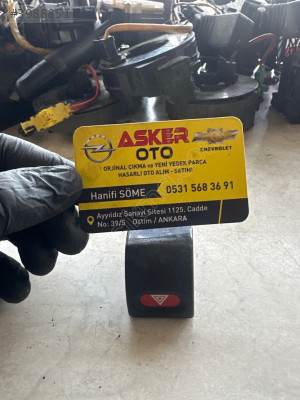 ASKER
OTO
CHEVROLET
ORJİNAL ÇIKMA ve YENİ YEDEK PARÇA
HASARLI OTO ALIM - SATIMI
Hanifi SÖME 0531 568 36 91
Ayyıldız Sanayi Sitesi 1125. Cadde
No: 39/5 Ostim / ANKARA